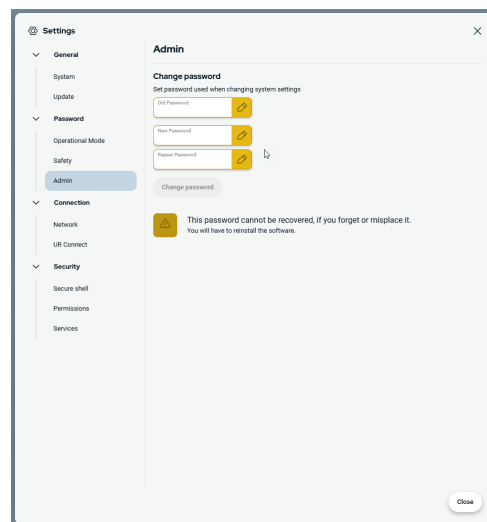 Settings
General
System
Update
Password
Operational Mode
Safety
Admin
Connection
Network
UR Connect
Security
Secure shell
Permissions
Services
Admin
Change password
Set password used when changing system settings
Old Password
New Password
Repeat Password
Change password
This password cannot be recovered, if you forget or misplace it.
You will have to reinstall the software.
Close